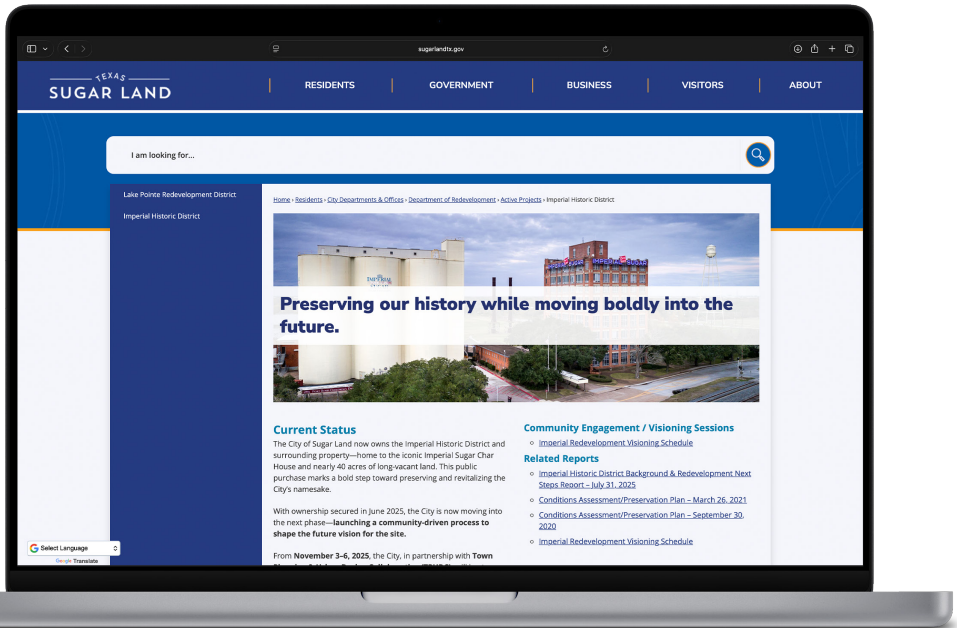 sugarlandtx.gov
TEXAS
SUGAR LAND
RESIDENTS
GOVERNMENT
BUSINESS
VISITORS
ABOUT
I am looking for...
Lake Pointe Redevelopment District
Imperial Historic District
Home › Residents › City Departments & Offices › Department of Redevelopment › Active Projects › Imperial Historic District
IMPERIAL
SUGAR
IMPERIAL SUGAR
IMPERIAL SUGAR
Preserving our history while moving boldly into the
future.
Current Status
The City of Sugar Land now owns the Imperial Historic District and
surrounding property—home to the iconic Imperial Sugar Char
House and nearly 40 acres of long-vacant land. This public
purchase marks a bold step toward preserving and revitalizing the
City's namesake.
With ownership secured in June 2025, the City is now moving into
the next phase—launching a community-driven process to
shape the future vision for the site.
From November 3–6, 2025, the City, in partnership with Town
Community Engagement / Visioning Sessions
Imperial Redevelopment Visioning Schedule
Related Reports
Imperial Historic District Background & Redevelopment Next
Steps Report – July 31, 2025
Conditions Assessment/Preservation Plan – March 26, 2021
Conditions Assessment/Preservation Plan – September 30,
2020
Imperial Redevelopment Visioning Schedule
Select Language
Google Translate